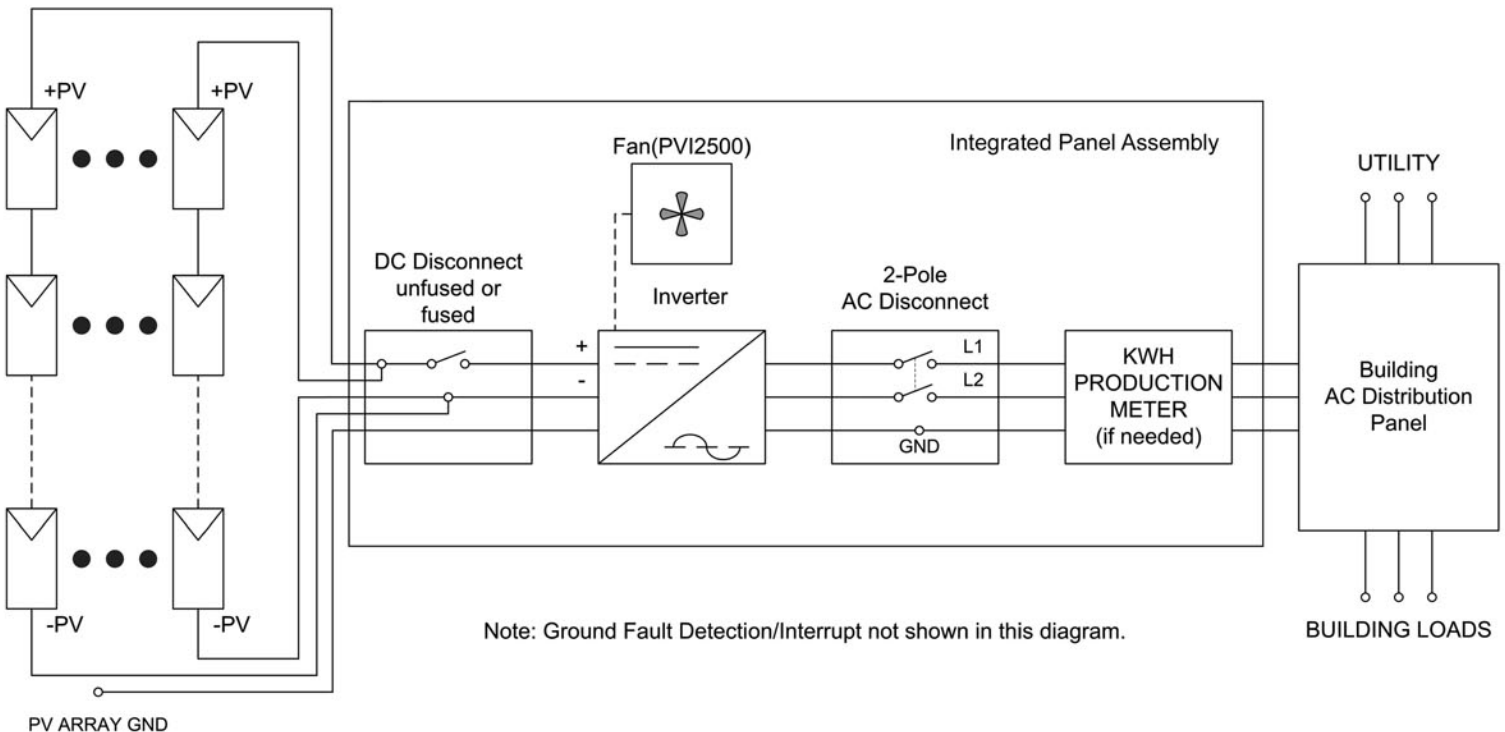 +PV
+PV
Fan(PVI2500)
Integrated Panel Assembly
UTILITY
DC Disconnect
unfused or
fused
Inverter
2-Pole
AC Disconnect
+
-
L1
L2
GND
KWH
PRODUCTION
METER
(if needed)
Building
AC Distribution
Panel
-PV
-PV
Note: Ground Fault Detection/Interrupt not shown in this diagram.
BUILDING LOADS
PV ARRAY GND